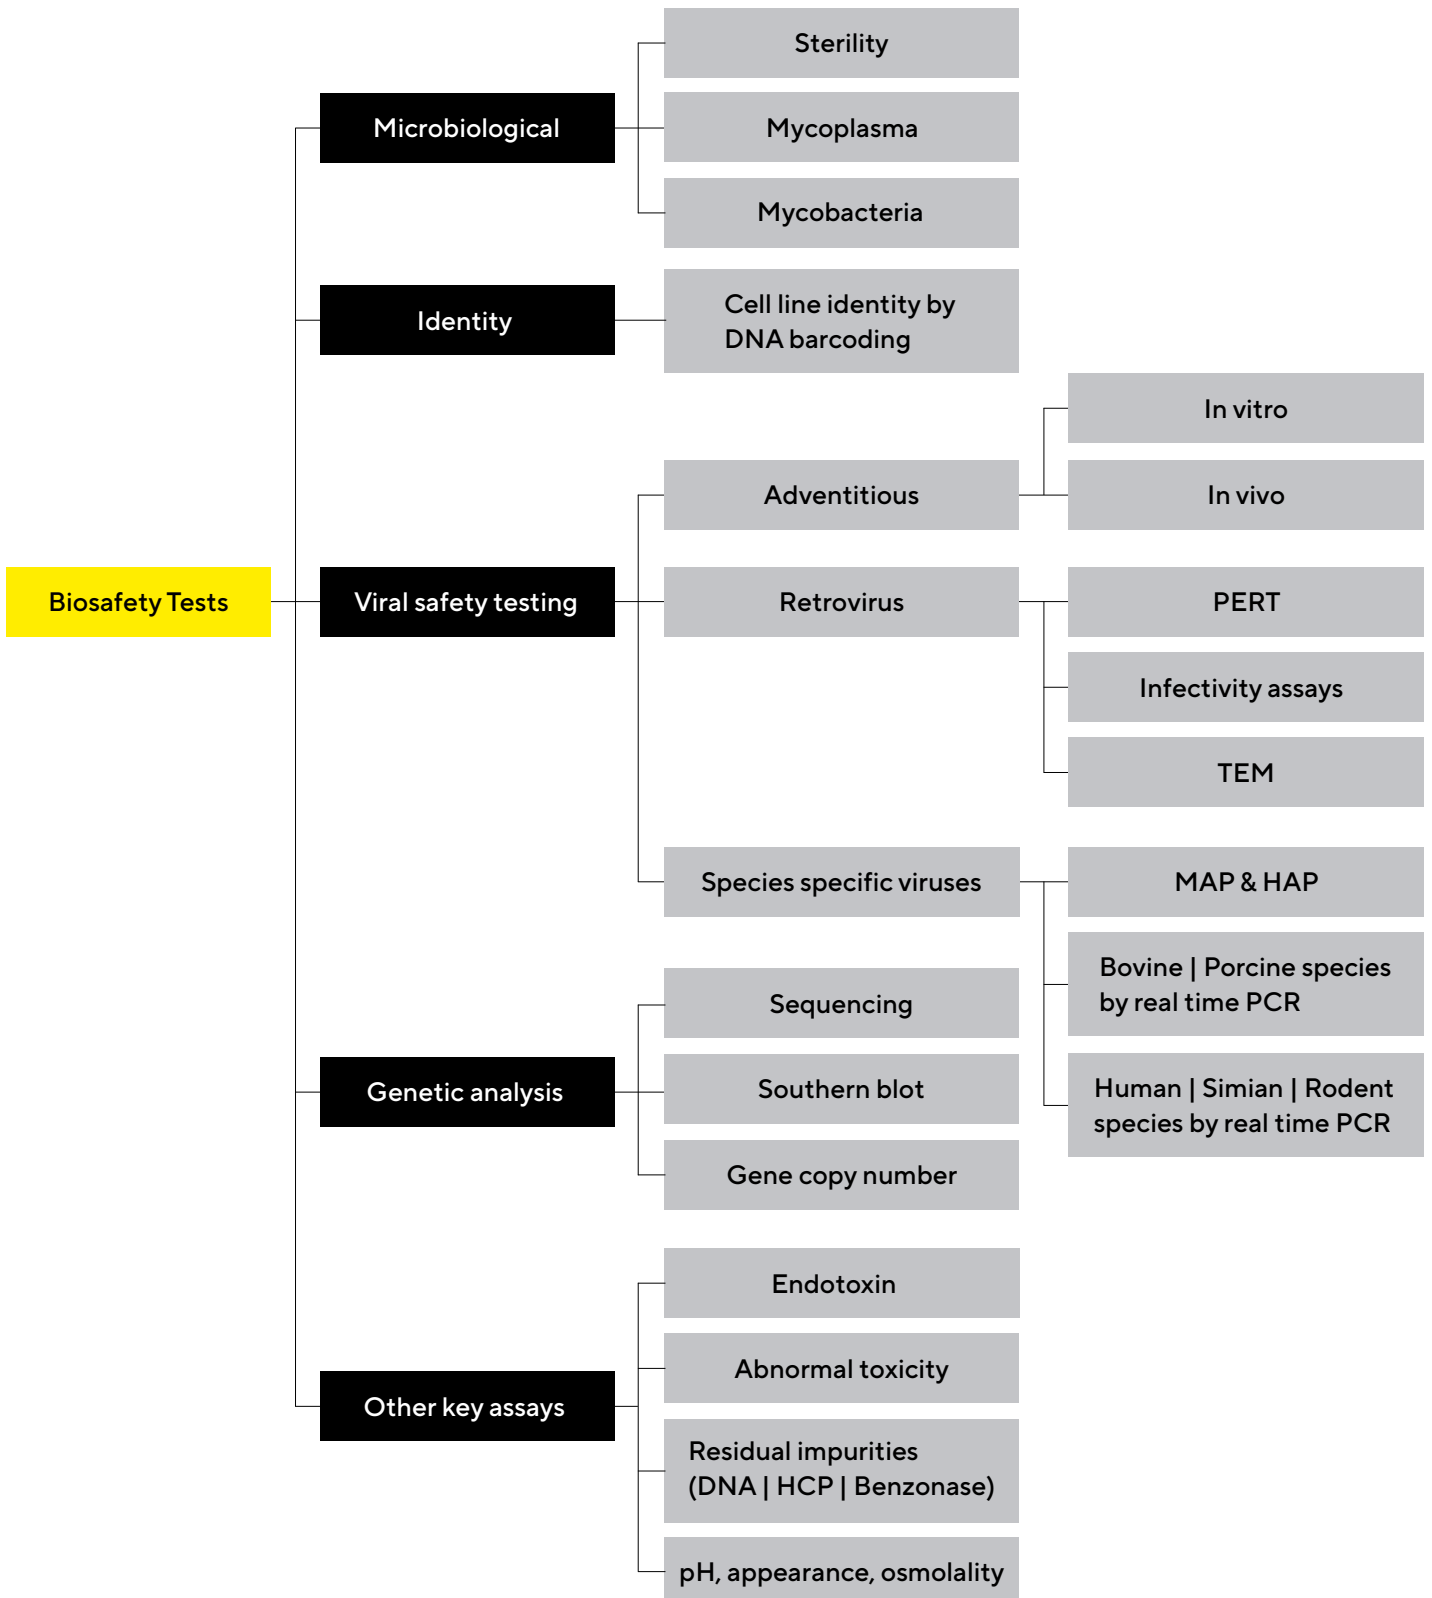 Biosafety Tests
Microbiological
Sterility
Mycoplasma
Mycobacteria
Identity
Cell line identity by
DNA barcoding
Viral safety testing
Adventitious
In vitro
In vivo
Retrovirus
PERT
Infectivity assays
TEM
Species specific viruses
MAP & HAP
Bovine | Porcine species
by real time PCR
Human | Simian | Rodent
species by real time PCR
Genetic analysis
Sequencing
Southern blot
Gene copy number
Other key assays
Endotoxin
Abnormal toxicity
Residual impurities
(DNA | HCP | Benzonase)
pH, appearance, osmolality